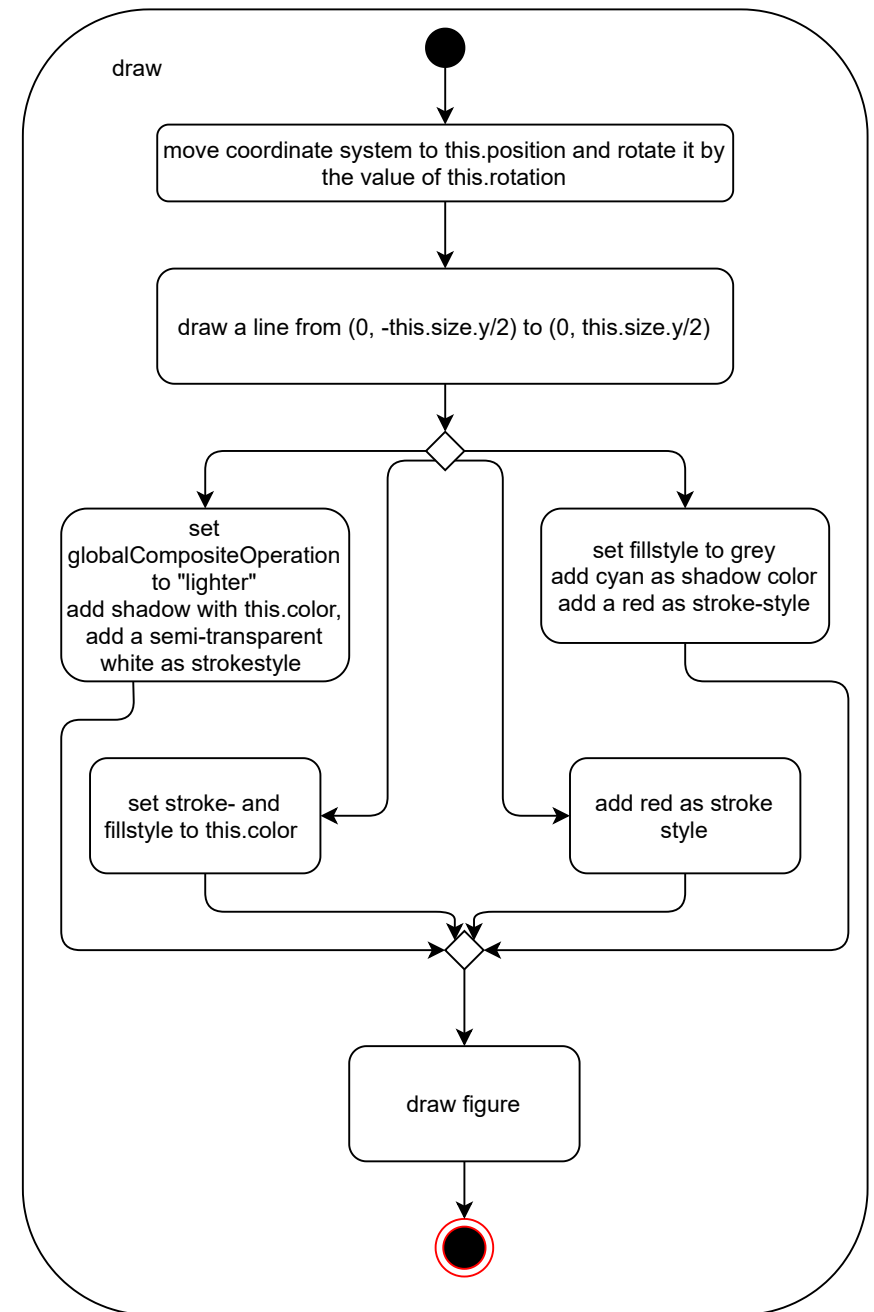 draw
move coordinate system to this.position and rotate it by
the value of this.rotation
draw a line from (0, -this.size.y/2) to (0, this.size.y/2)
set
globalCompositeOperation
to "lighter"
add shadow with this.color,
add a semi-transparent
white as strokestyle
set fillstyle to grey
add cyan as shadow color
add a red as stroke-style
set stroke- and
fillstyle to this.color
add red as stroke
style
draw figure